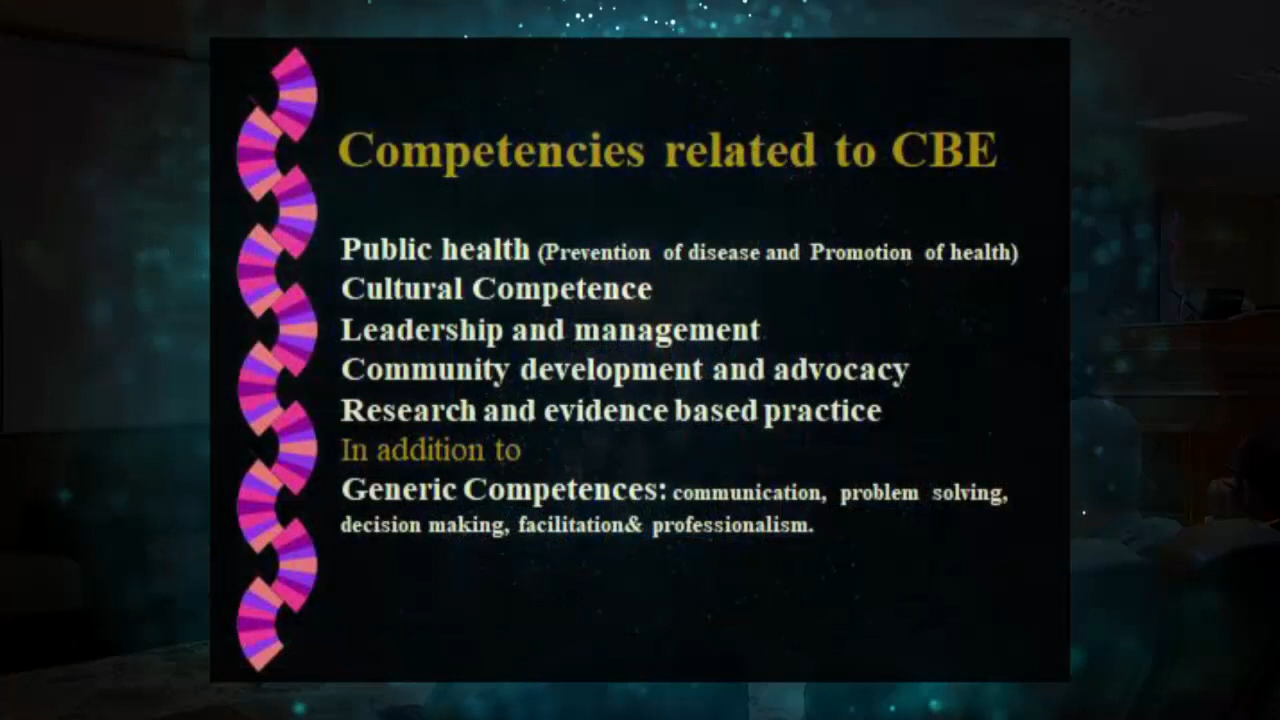 Competencies related to CBE
Public health (Prevention of disease and Promotion of health)
Cultural Competence
Leadership and management
Community development and advocacy
Research and evidence based practice
In addition to
Generic Competences: communication, problem solving,
decision making, facilitation& professionalism.